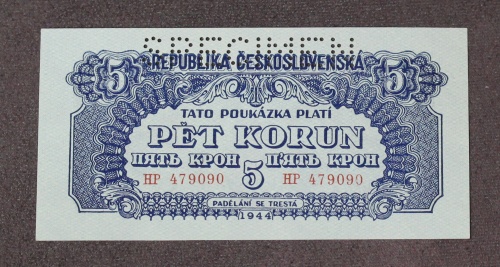 SPECIMEN
REPUBLIKA·ČESKOSLOVENSKÁ
5 5
TATO POUKÁZKA PLATÍ
PĚT KORUN
ПЯТЬ КРОН П'ЯТЬ КРОН
HP 479090 5 HP 479090
PADĚLÁNÍ SE TRESTÁ
1944